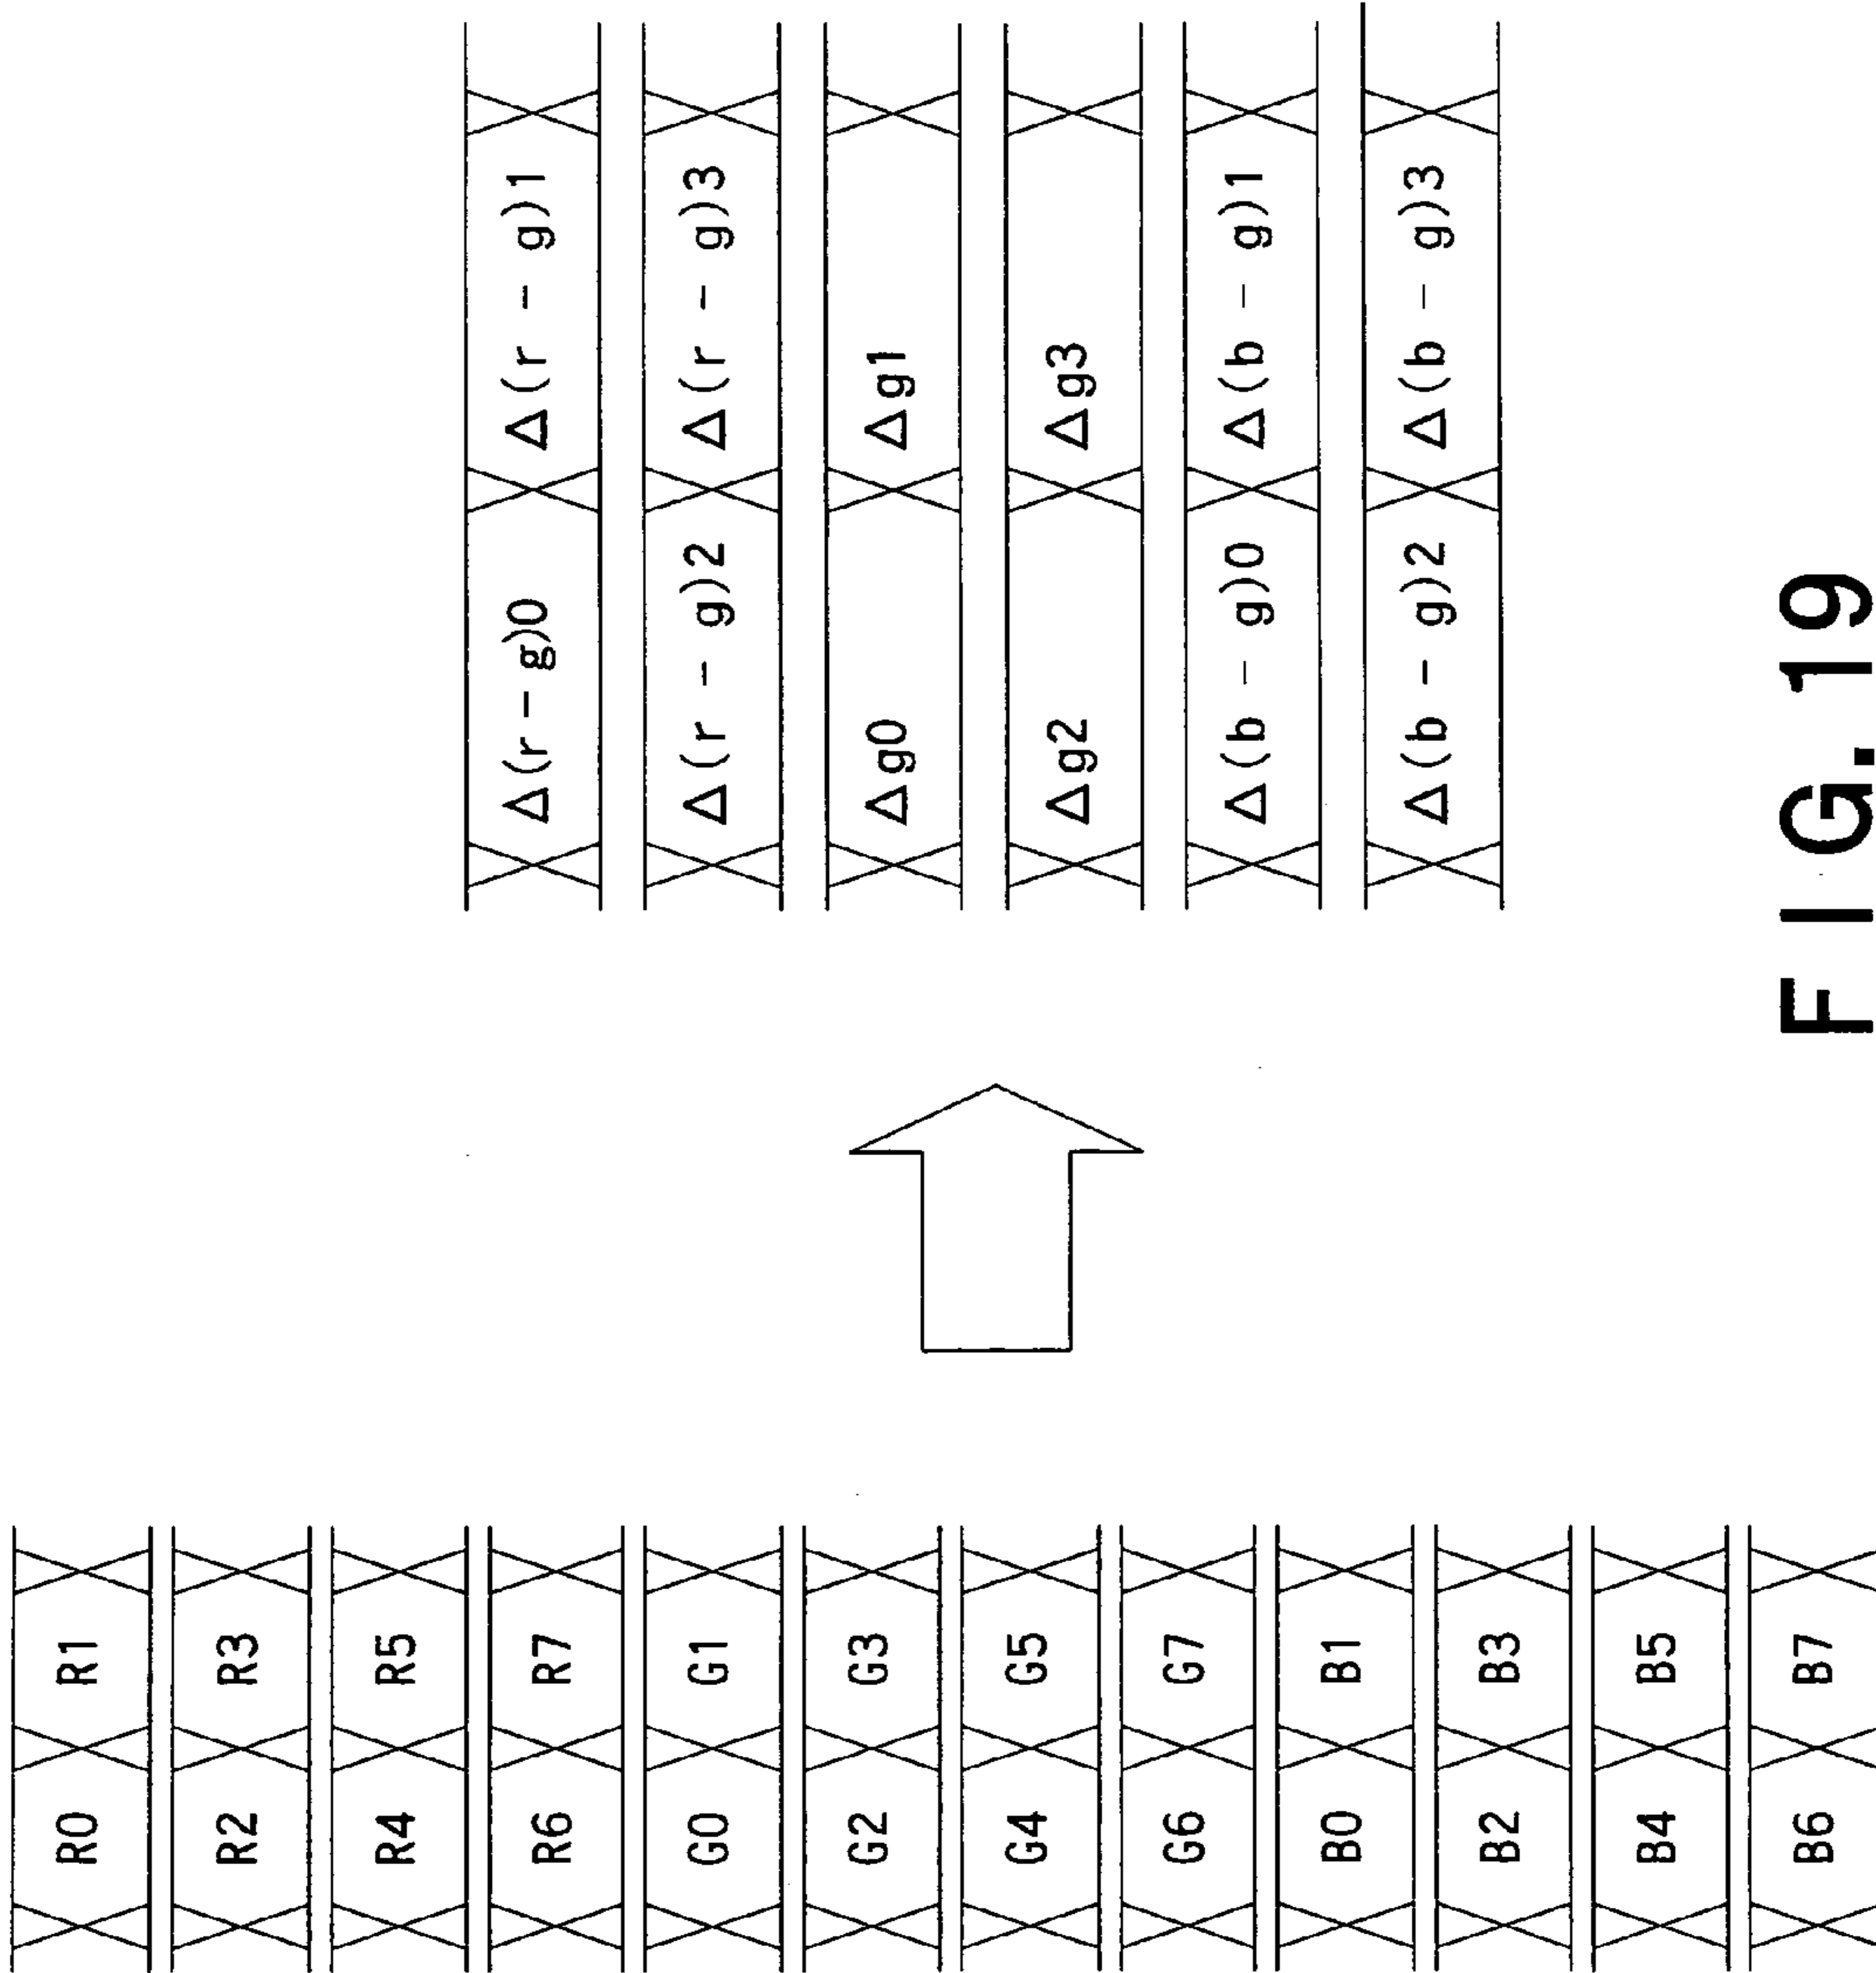 R0 R1
R2 R3
R4 R5
R6 R7
G0 G1
G2 G3
G4 G5
G6 G7
B0 B1
B2 B3
B4 B5
B6 B7
Δ(r-g)0 Δ(r - g)1
Δ(r - g)2 Δ(r - g)3
Δg0 Δg1
Δg2 Δg3
Δ(b - g)0 Δ(b - g)1
Δ(b - g)2 Δ(b - g)3
FIG. 19